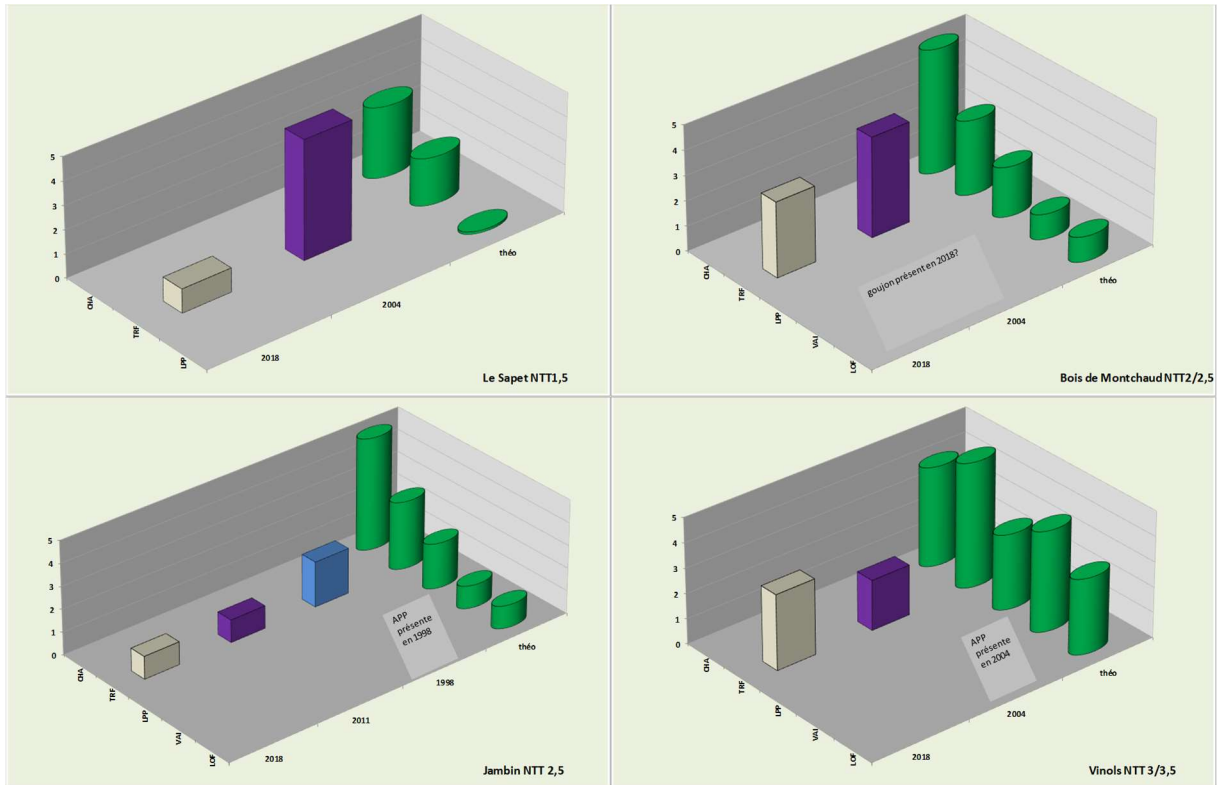 5
4
3
2
1
0
CHA
TRF
LPP
2018
2004
théo
Le Sapet NTT1,5
5
4
3
2
1
0
CHA
TRF
LPP
VAI
LOF
2018
2004
théo
goujon présent en 2018?
Bois de Montchaud NTT2/2,5
5
4
3
2
1
0
CHA
TRF
LPP
VAI
LOF
2018
2011
1998
théo
APP
présente
en 1998
Jambin NTT 2,5
5
4
3
2
1
0
CHA
TRF
LPP
VAI
LOF
2018
2004
théo
APP
présente
en 2004
Vinols NTT 3/3,5